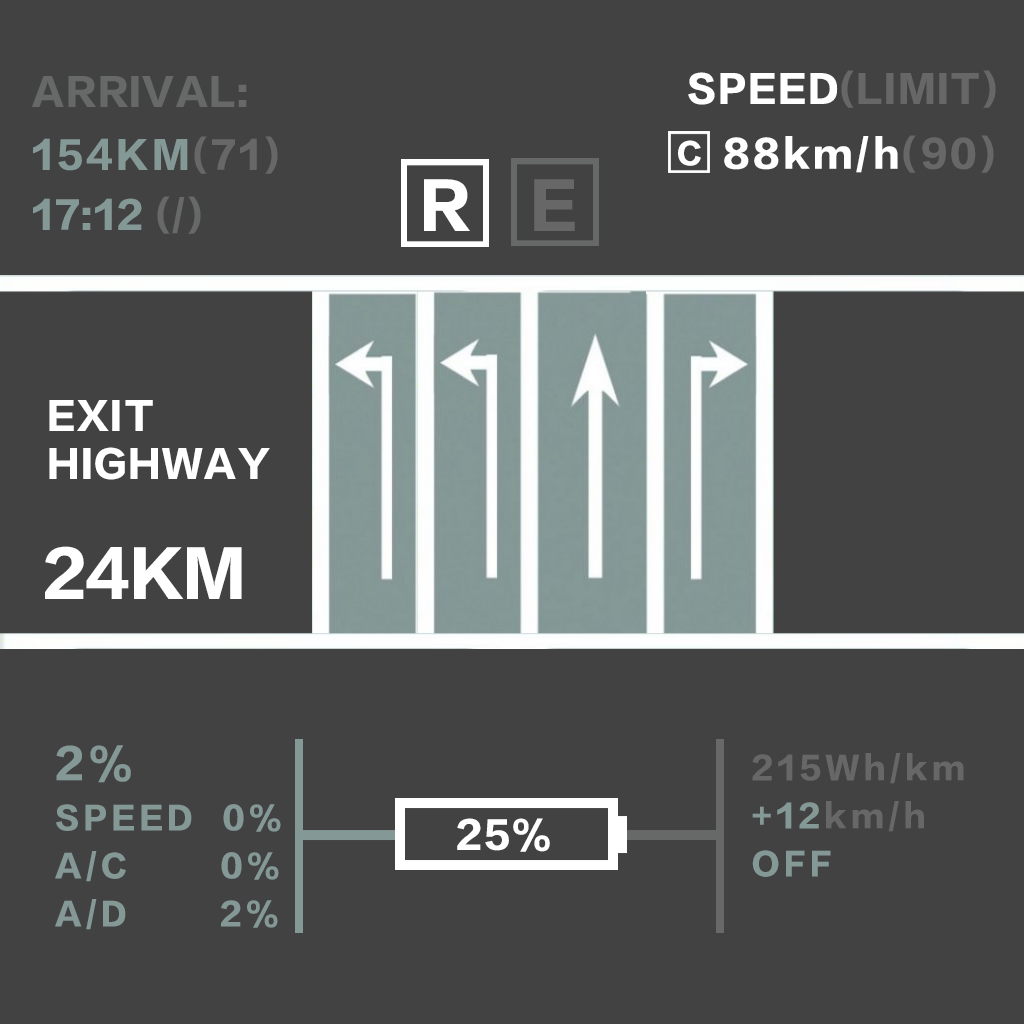 ARRIVAL:
154KM(71)
17:12 (/)
SPEED(LIMIT)
C 88km/h(90)
R E
EXIT
HIGHWAY
24KM
2%
SPEED 0%
A/C 0%
A/D 2%
25%
215Wh/km
+12km/h
OFF